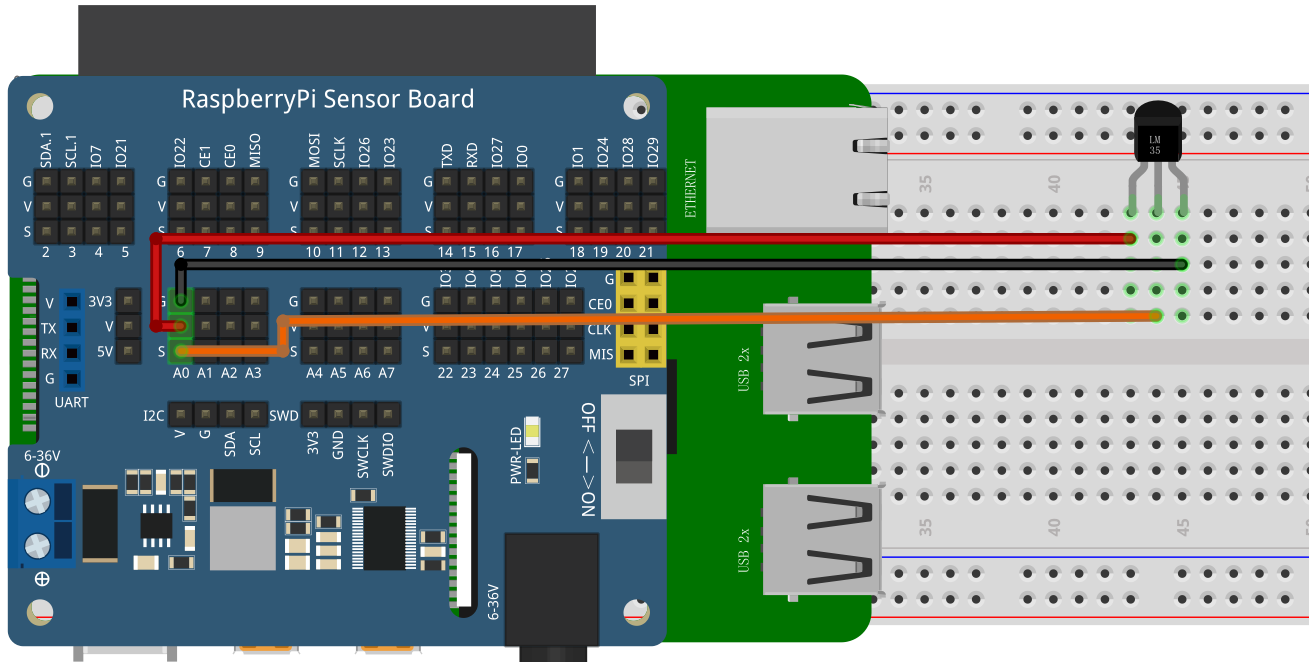 RaspberryPi Sensor Board
SDA.1 SCL.1 IO7 IO21 IO22 CE1 CE0 MISO MOSI SCLK IO26 IO23 TXD RXD IO27 IO0 IO1 IO24 IO28 IO29
G G G G G
V V V V V
S S S S S
2 3 4 5 6 7 8 9 10 11 12 13 14 15 16 17 18 19 20 21
ETHERNET
LM
35
35 40
V 3V3 G G G
TX V V CE0
RX 5V S S S CLK
G MIS
UART
A0 A1 A2 A3 A4 A5 A6 A7 22 23 24 25 26 27
SPI
USB 2x
I2C SWD
V G SDA SCL 3V3 GND SWCLK SWDIO
OFF <—> ON
PWR-LED
6-36V
35 40 45
USB 2x
6-36V